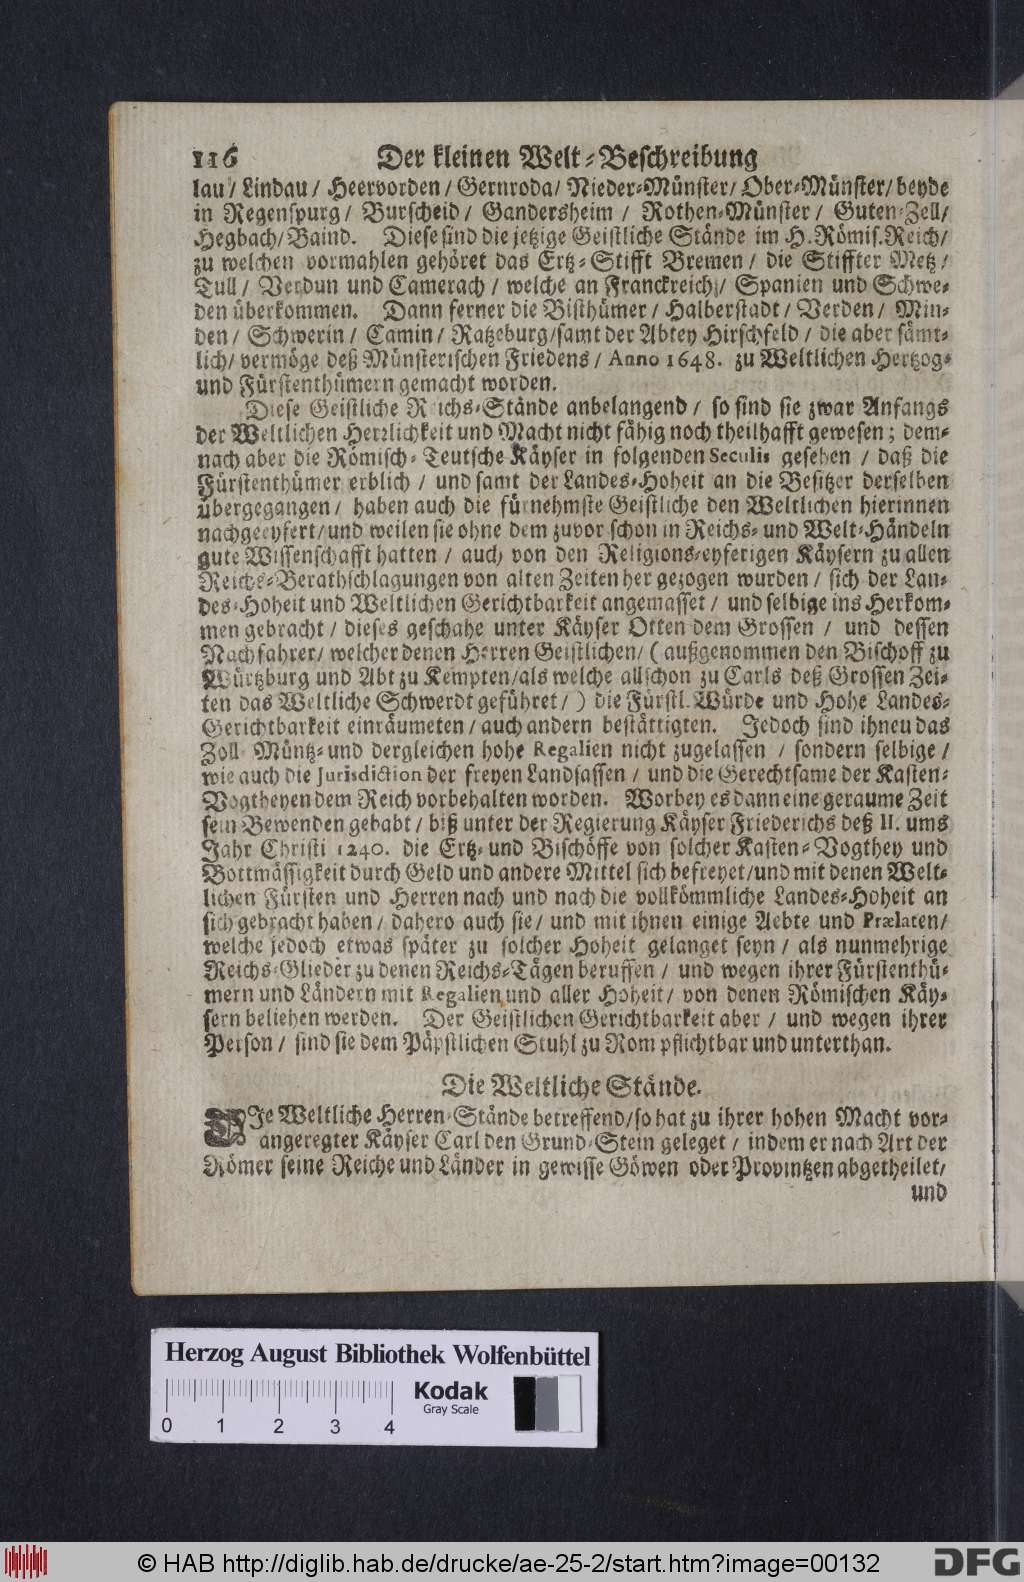 116 Der kleinen Welt-Beschreibung
lau/ Lindau/ Heervorden/ Gernroda/ Nieder-Münster/ Ober-Münster/ beyde
in Regenspurg/ Burscheid/ Gandersheim/ Rothen-Münster/ Guten-Zell/
Hegbach/ Baind. Diese sind die jetzige Geistliche Stände im H. Römis. Reich/
zu welchen vormahlen gehöret das Ertz-Stifft Bremen/ die Stiffter Metz/
Tull/ Verdun und Camerach/ welche an Franckreich/ Spanien und Schwe-
den überkommen. Dann ferner die Bisthümer/ Halberstadt/ Verden/ Min-
den/ Schwerin/ Camin/ Ratzeburg/ samt der Abtey Hirschfeld/ die aber sämt-
lich/ vermöge deß Münsterischen Friedens/ Anno 1648. zu Weltlichen Hertzog-
und Fürstenthümern gemacht worden.
Diese Geistliche Reichs-Stände anbelangend/ so sind sie zwar Anfangs
der Weltlichen Herrlichkeit und Macht nicht fähig noch theilhafft gewesen; dem-
nach aber die Römisch-Teutsche Käyser in folgenden Seculis gesehen/ daß die
Fürstenthümer erblich/ und samt der Landes-Hoheit an die Besitzer derselben
übergegangen/ haben auch die fürnehmste Geistliche den Weltlichen hierinnen
nachgeeyfert/ und weilen sie ohne dem zuvor schon in Reichs- und Welt-Händeln
gute Wissenschafft hatten/ auch von den Religions-eyferigen Käysern zu allen
Reichs-Berathschlagungen von alten Zeiten her gezogen wurden/ sich der Lan-
des-Hoheit und Weltlichen Gerichtbarkeit angemasset/ und selbige ins Herkom-
men gebracht/ dieses geschahe unter Käyser Otten dem Grossen/ und dessen
Nachfahrer/ welcher denen Herren Geistlichen/ (außgenommen den Bischoff zu
Würtzburg und Abt zu Kempten/ als welche allschon zu Carls deß Grossen Zei-
ten das Weltliche Schwerdt geführet/) die Fürstl. Würde und Hohe Landes-
Gerichtbarkeit einräumeten/ auch andern bestättigten. Jedoch sind ihneu das
Zoll- Müntz- und dergleichen hohe Regalien nicht zugelassen/ sondern selbige/
wie auch die Jurisdiction der freyen Landsassen/ und die Gerechtsame der Kasten-
Vogtheyen dem Reich vorbehalten worden. Worbey es dann eine geraume Zeit
sein Bewenden gehabt/ biß unter der Regierung Käyser Friederichs deß II. ums
Jahr Christi 1240. die Ertz- und Bischöffe von solcher Kasten-Vogthey und
Bottmässigkeit durch Geld und andere Mittel sich befreyet/ und mit denen Welt-
lichen Fürsten und Herren nach und nach die vollkömmliche Landes-Hoheit an
sich gebracht haben/ dahero auch sie/ und mit ihnen einige Aebte und Prælaten/
welche jedoch etwas später zu solcher Hoheit gelanget seyn/ als nunmehrige
Reichs-Glieder zu denen Reichs-Tägen beruffen/ und wegen ihrer Fürstenthü-
mern und Ländern mit Regalien und aller Hoheit/ von denen Römischen Käy-
sern beliehen werden. Der Geistlichen Gerichtbarkeit aber/ und wegen ihrer
Person/ sind sie dem Päpstlichen Stuhl zu Rom pflichtbar und unterthan.
Die Weltliche Stände.
DIe Weltliche Herren-Stände betreffend/ so hat zu ihrer hohen Macht vor-
angeregter Käyser Carl den Grund-Stein geleget/ indem er nach Art der
Römer seine Reiche und Länder in gewisse Göwen oder Provintzen abgetheilet/
und
Herzog August Bibliothek Wolfenbüttel
Kodak
Gray Scale
0 1 2 3 4
© HAB http://diglib.hab.de/drucke/ae-25-2/start.htm?image=00132
DFG